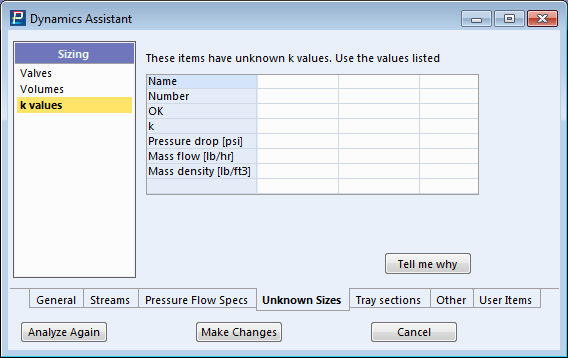 Dynamics Assistant
Sizing
Valves
Volumes
k values
These items have unknown k values. Use the values listed
Name
Number
OK
k
Pressure drop [psi]
Mass flow [lb/hr]
Mass density [lb/ft3]
Tell me why
General Streams Pressure Flow Specs Unknown Sizes Tray sections Other User Items
Analyze Again Make Changes Cancel